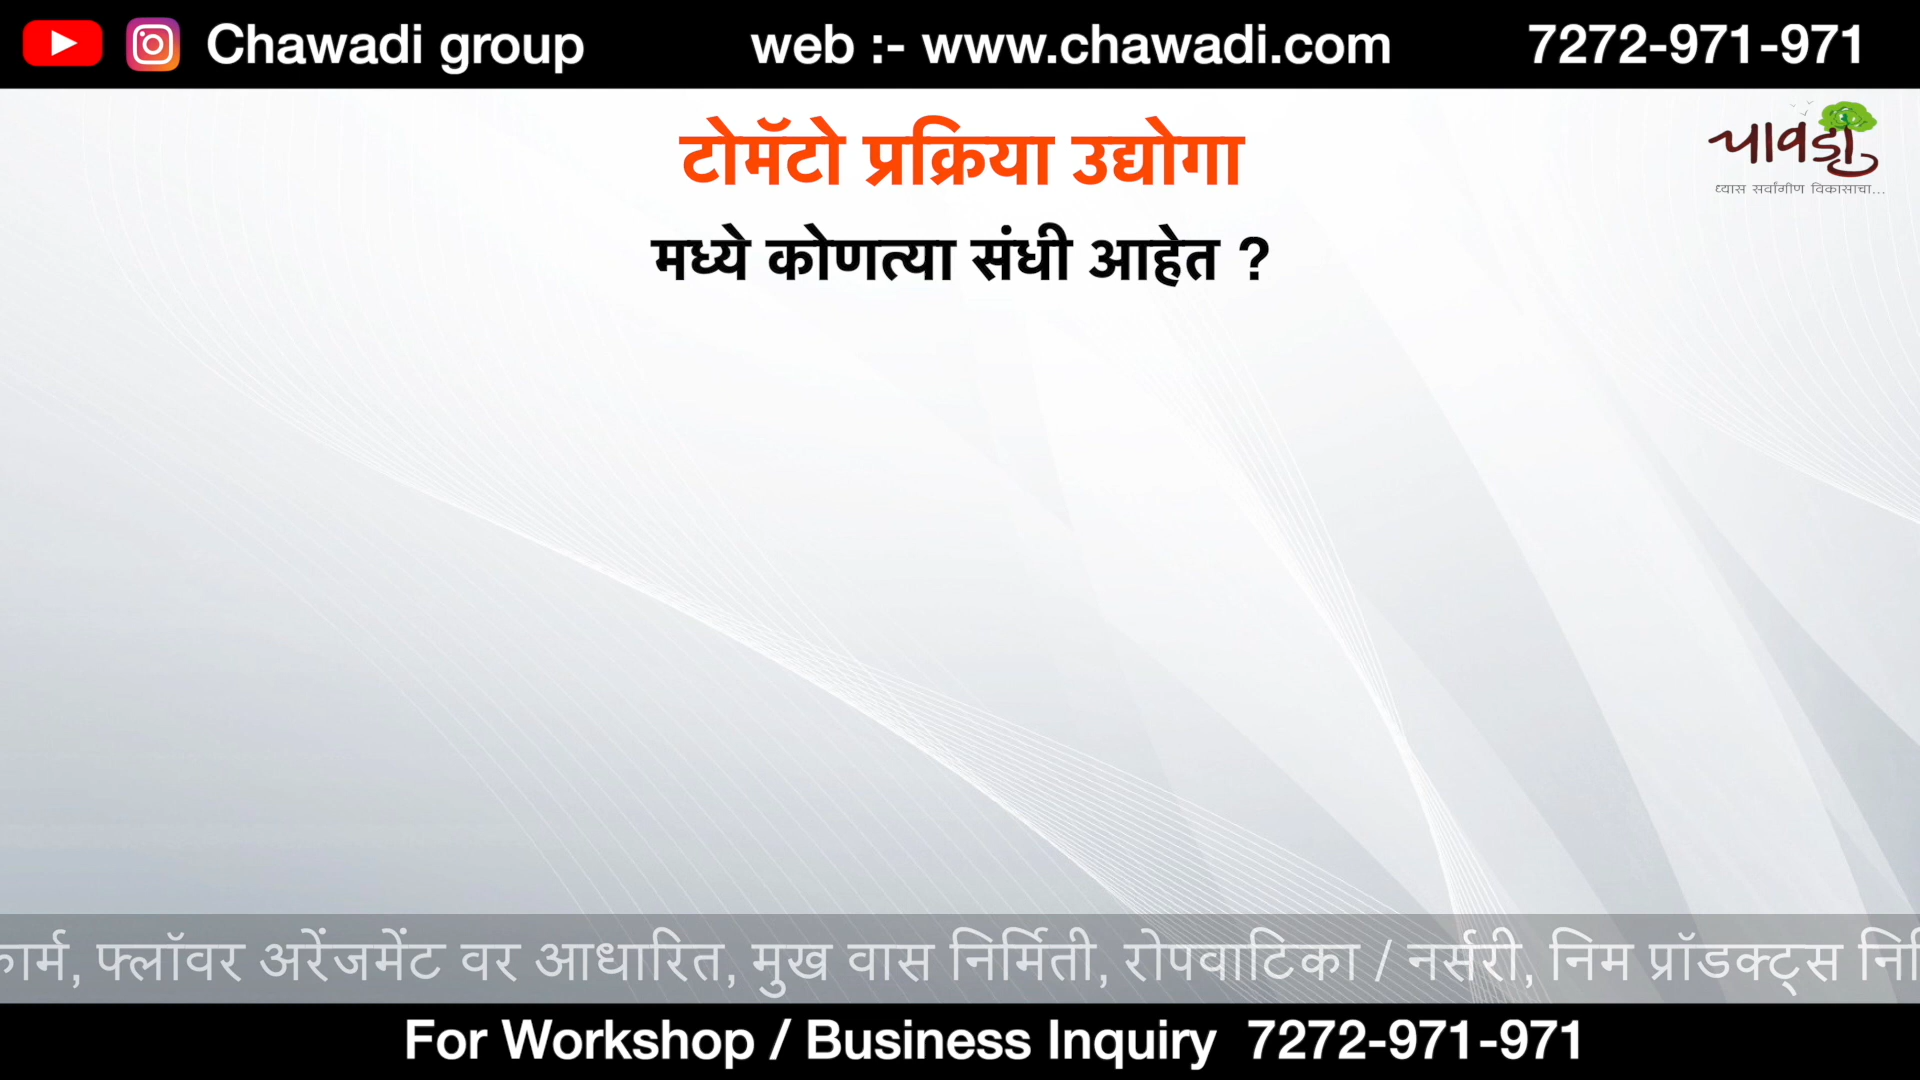 Chawadi group web :- www.chawadi.com 7272-971-971
टोमॅटो प्रक्रिया उद्योगा
चावडी
ध्यास सर्वांगीण विकासाचा...
मध्ये कोणत्या संधी आहेत ?
फ्लॉवर अरेंजमेंट वर आधारित, मुख वास निर्मिती, रोपवाटिका / नर्सरी, निम प्रॉडक्ट्स
For Workshop / Business Inquiry 7272-971-971